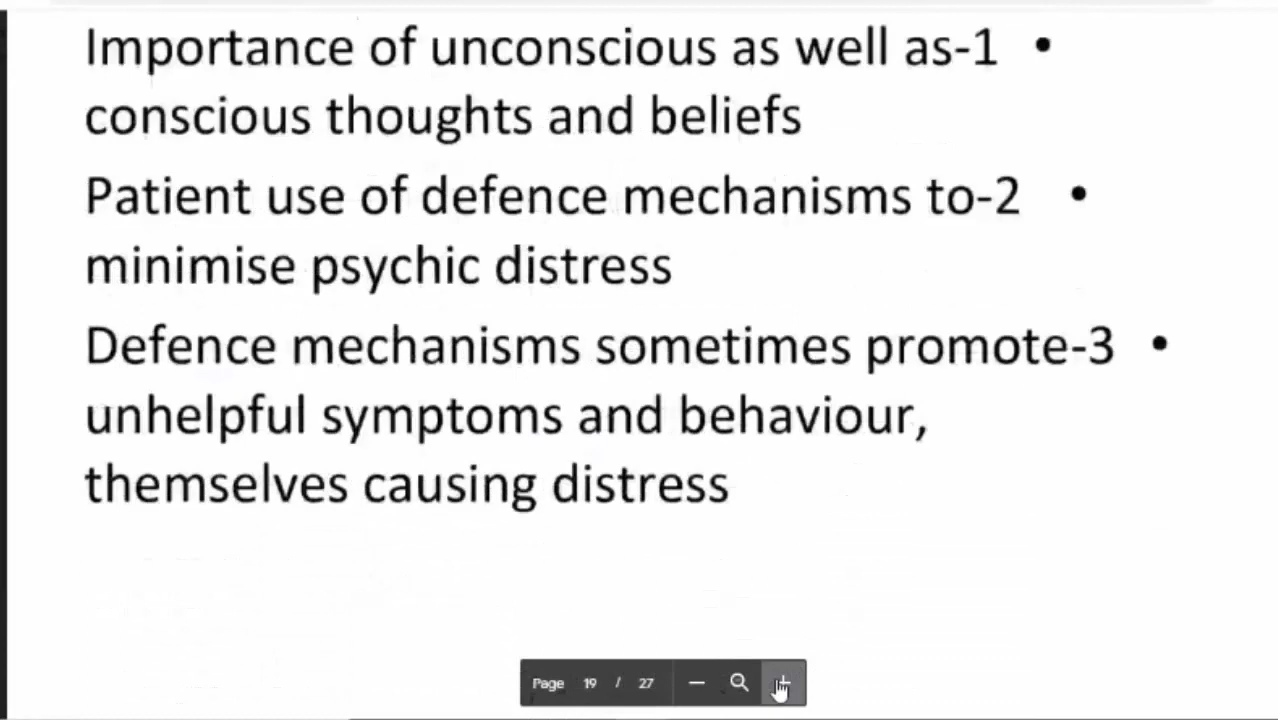 Importance of unconscious as well as-1 •
conscious thoughts and beliefs
Patient use of defence mechanisms to-2 •
minimise psychic distress
Defence mechanisms sometimes promote-3 •
unhelpful symptoms and behaviour,
themselves causing distress
Page 19 / 27